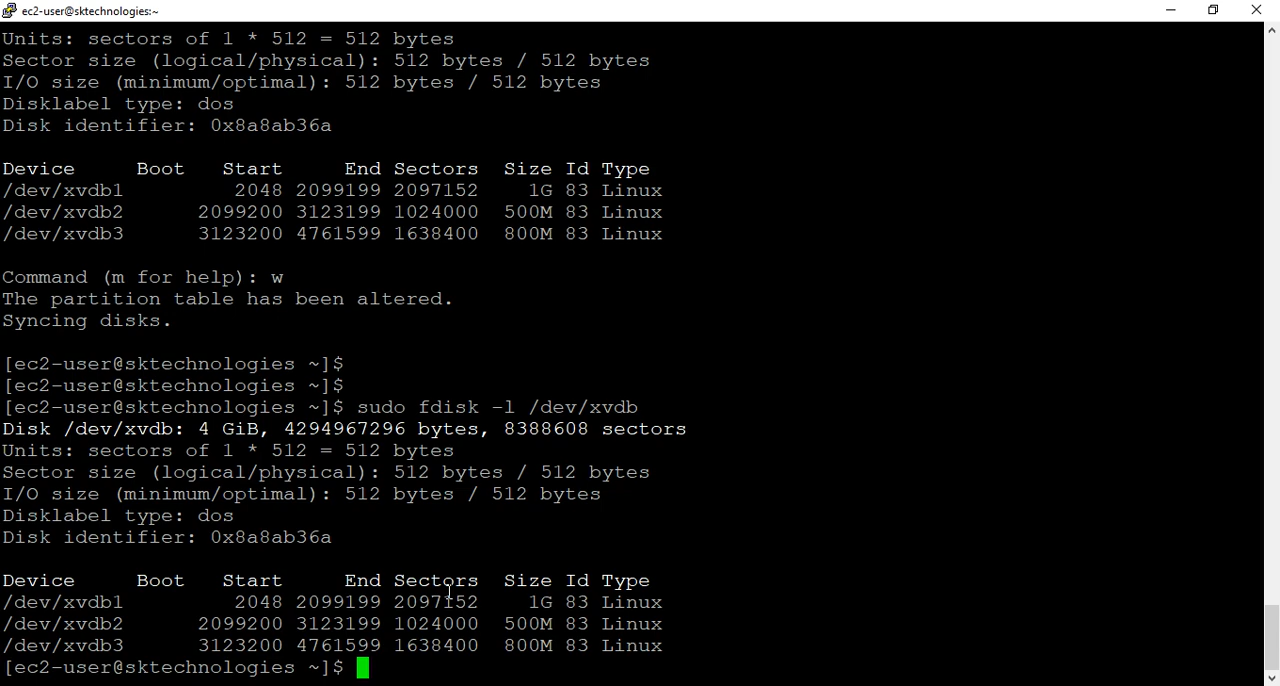 ec2-user@sktechnologies:~
Units: sectors of 1 * 512 = 512 bytes
Sector size (logical/physical): 512 bytes / 512 bytes
I/O size (minimum/optimal): 512 bytes / 512 bytes
Disklabel type: dos
Disk identifier: 0x8a8ab36a
Device     Boot   Start     End Sectors  Size Id Type
/dev/xvdb1         2048 2099199 2097152    1G 83 Linux
/dev/xvdb2      2099200 3123199 1024000  500M 83 Linux
/dev/xvdb3      3123200 4761599 1638400  800M 83 Linux
Command (m for help): w
The partition table has been altered.
Syncing disks.
[ec2-user@sktechnologies ~]$
[ec2-user@sktechnologies ~]$
[ec2-user@sktechnologies ~]$ sudo fdisk -l /dev/xvdb
Disk /dev/xvdb: 4 GiB, 4294967296 bytes, 8388608 sectors
Units: sectors of 1 * 512 = 512 bytes
Sector size (logical/physical): 512 bytes / 512 bytes
I/O size (minimum/optimal): 512 bytes / 512 bytes
Disklabel type: dos
Disk identifier: 0x8a8ab36a
Device     Boot   Start     End Sectors  Size Id Type
/dev/xvdb1         2048 2099199 2097152    1G 83 Linux
/dev/xvdb2      2099200 3123199 1024000  500M 83 Linux
/dev/xvdb3      3123200 4761599 1638400  800M 83 Linux
[ec2-user@sktechnologies ~]$